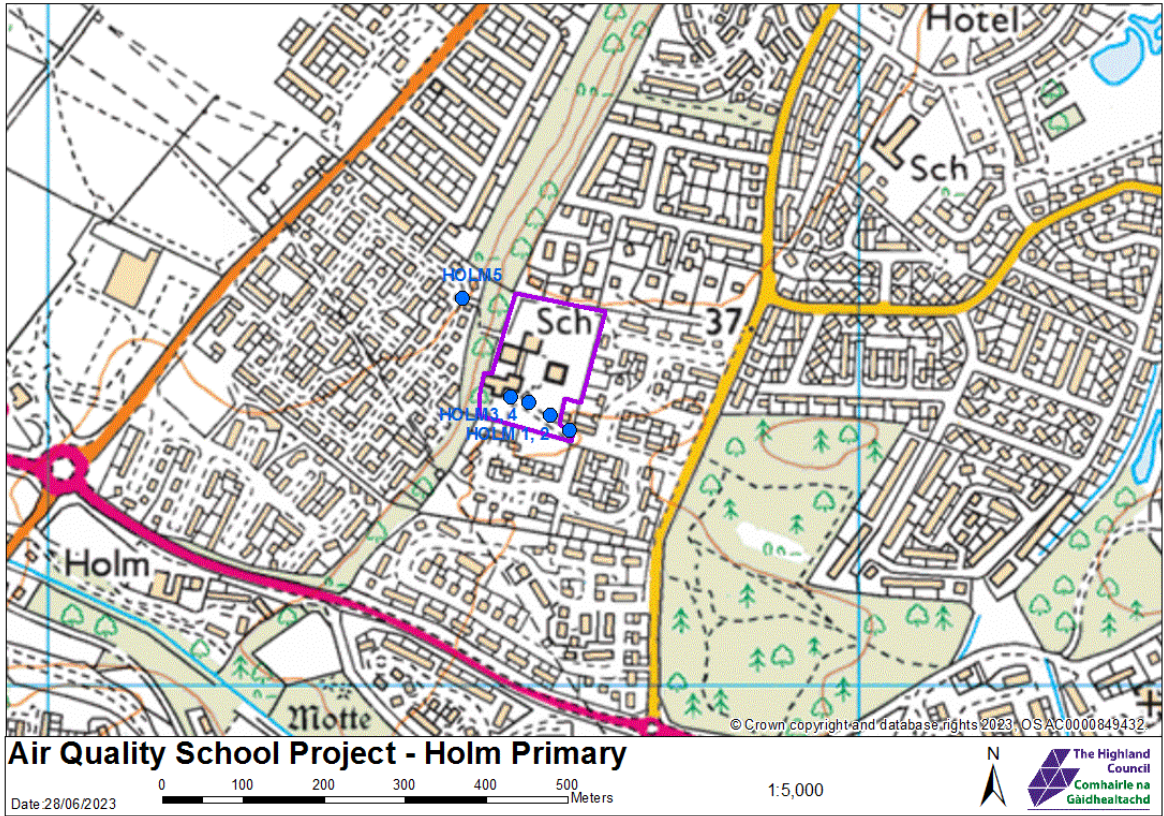 Hotel
Sch
HOLM5
Sch
37
HOLM3, 4
HOLM 1, 2
Holm
Motte
© Crown copyright and database rights 2023, OS AC0000849432
Air Quality School Project - Holm Primary
Date:28/06/2023
0 100 200 300 400 500
Meters
1:5,000
N
The Highland
Council
Comhairle na
Gàidhealtachd